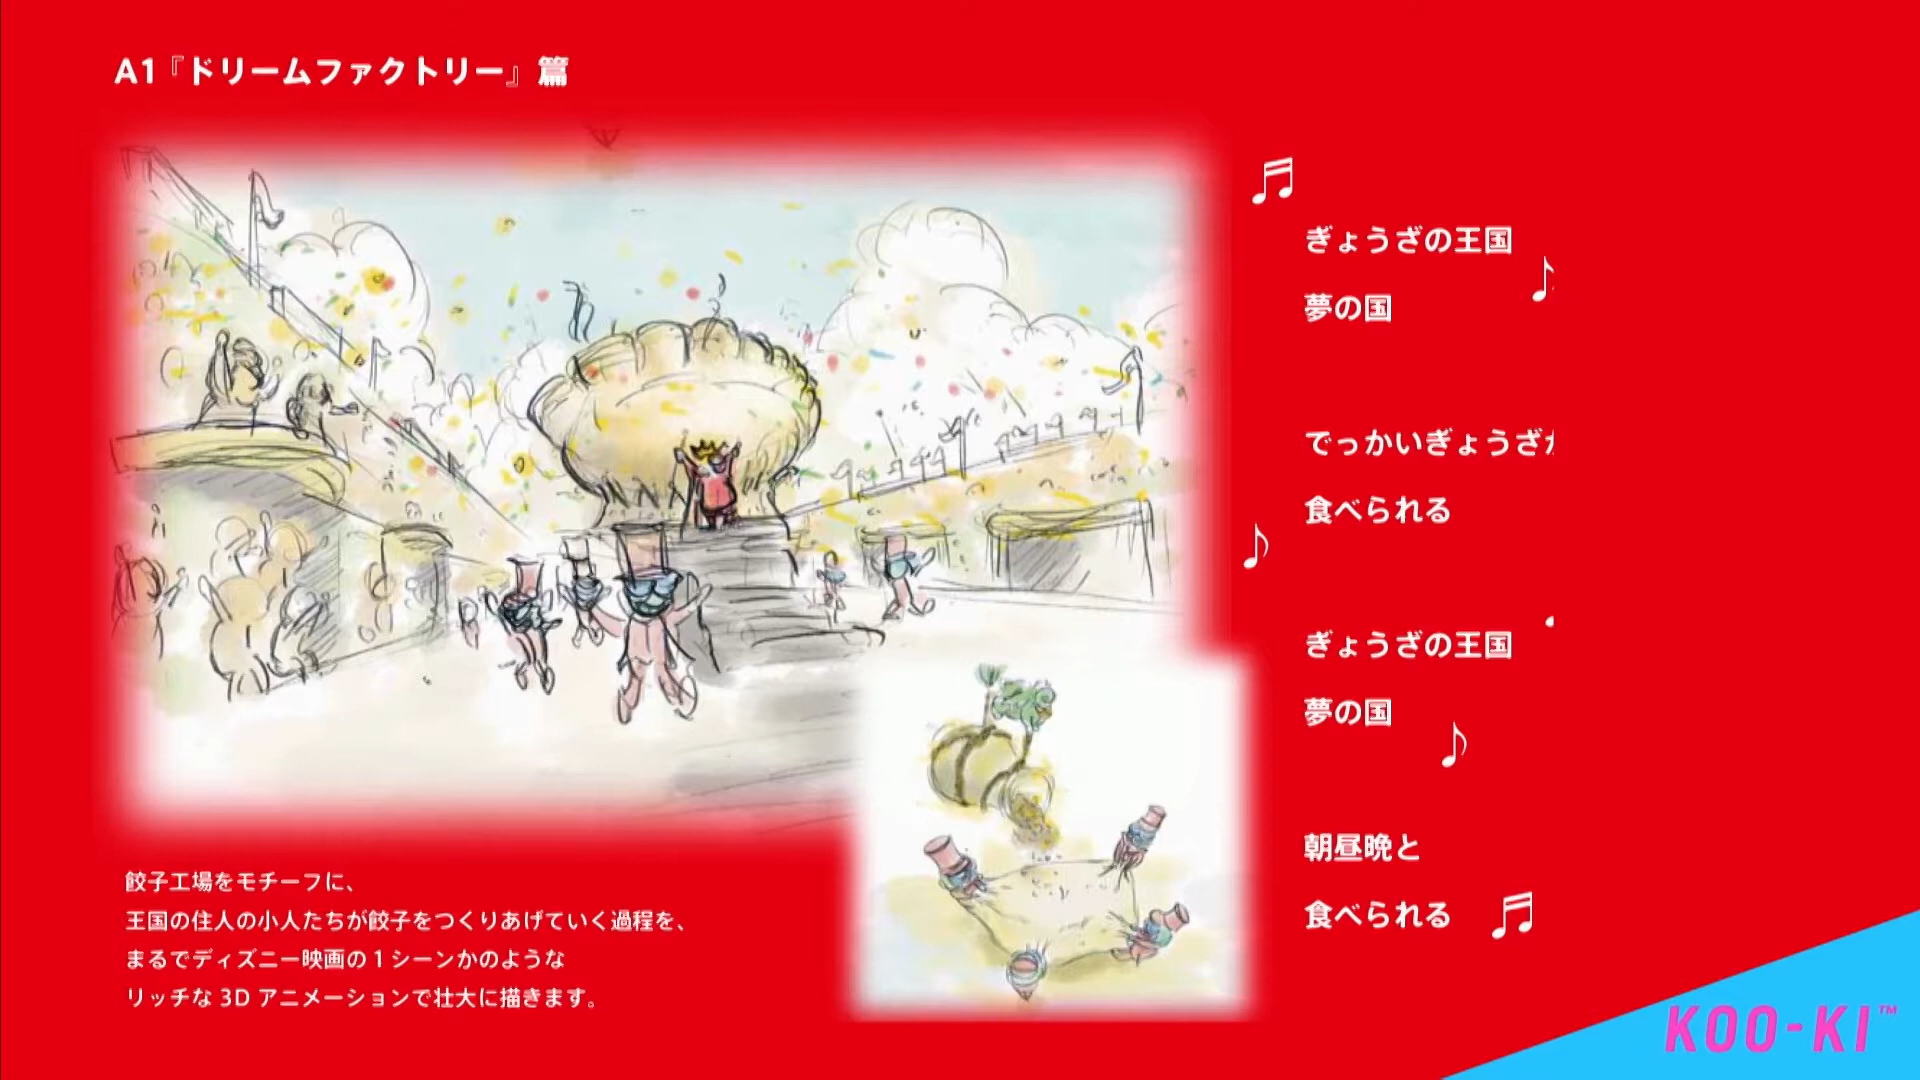 A1『ドリームファクトリー』篇
ぎょうざの王国
夢の国
でっかいぎょうざ
食べられる
ぎょうざの王国
夢の国
朝昼晩と
食べられる
餃子工場をモチーフに、
王国の住人の小人たちが餃子をつくりあげていく過程を、
まるでディズニー映画の1シーンかのような
リッチな3Dアニメーションで壮大に描きます。
KOO-KI™